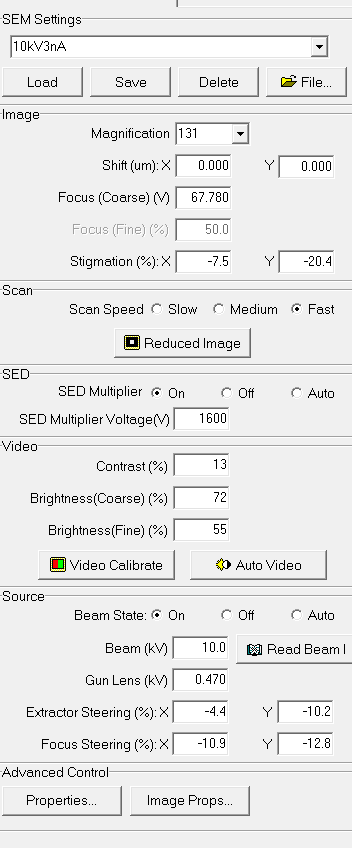 SEM Settings
10kV3nA
Load Save Delete File...
Image
Magnification 131
Shift (um): X 0.000 Y 0.000
Focus (Coarse) (V) 67.780
Focus (Fine) (%) 50.0
Stigmation (%): X -7.5 Y -20.4
Scan
Scan Speed Slow Medium Fast
Reduced Image
SED
SED Multiplier On Off Auto
SED Multiplier Voltage(V) 1600
Video
Contrast (%) 13
Brightness(Coarse) (%) 72
Brightness(Fine) (%) 55
Video Calibrate Auto Video
Source
Beam State: On Off Auto
Beam (kV) 10.0 Read Beam I
Gun Lens (kV) 0.470
Extractor Steering (%): X -4.4 Y -10.2
Focus Steering (%): X -10.9 Y -12.8
Advanced Control
Properties... Image Props...